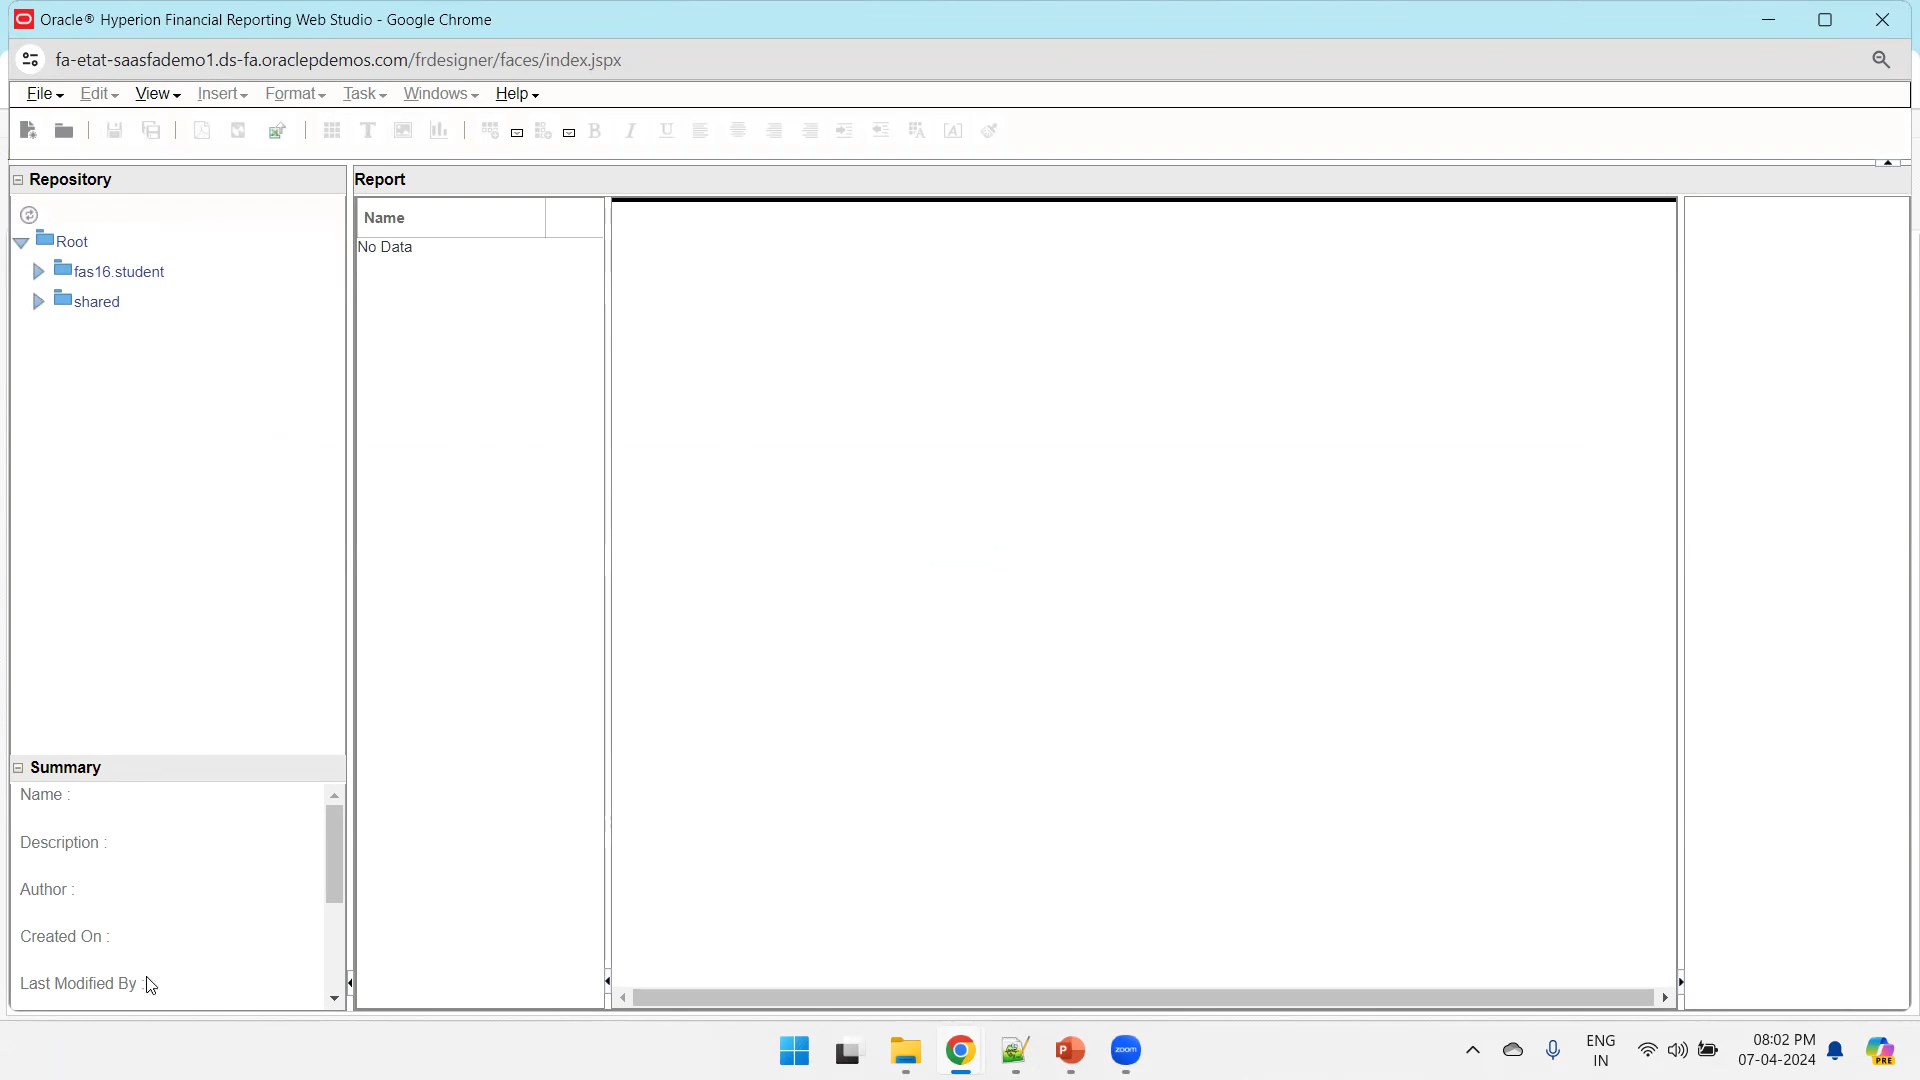 Oracle® Hyperion Financial Reporting Web Studio - Google Chrome
fa-etat-saasfademo1.ds-fa.oraclepdemos.com/frdesigner/faces/index.jspx
File Edit View Insert Format Task Windows Help
Repository
Report
Name
No Data
Root
fas16.student
shared
Summary
Name :
Description :
Author :
Created On :
Last Modified By :
zoom
ENG
IN
08:02 PM
07-04-2024
PRE